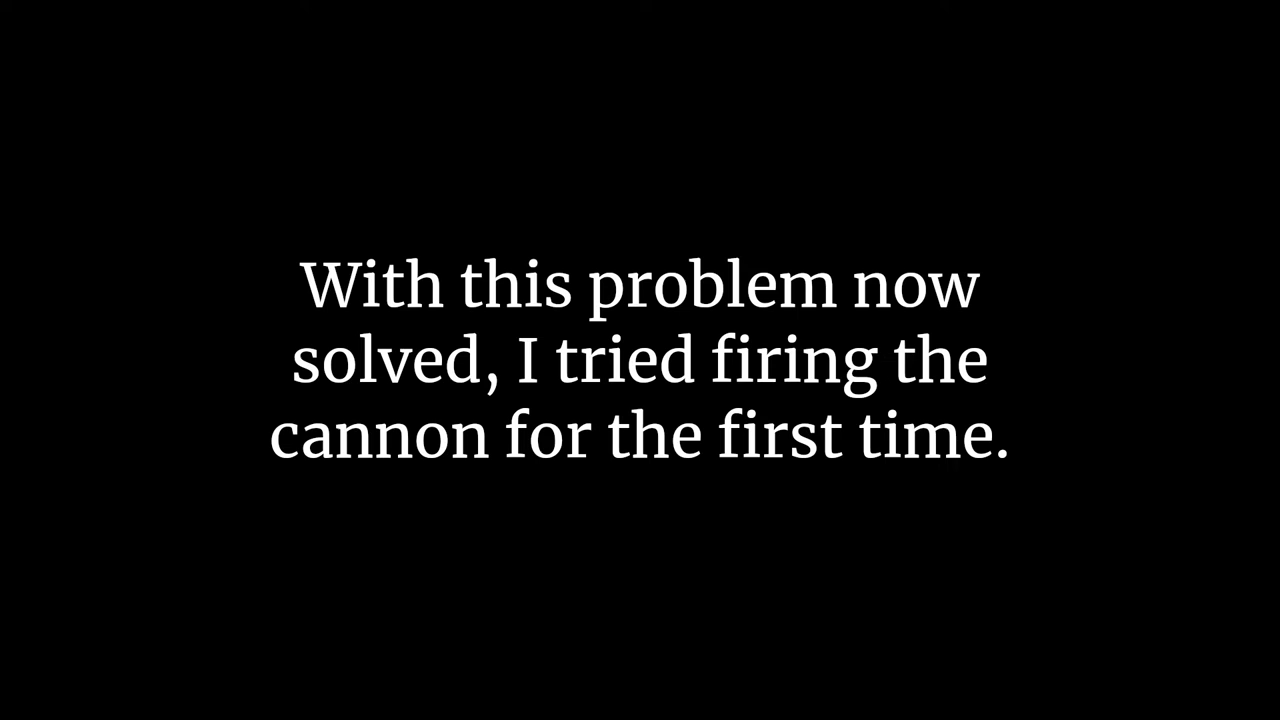 With this problem now
solved, I tried firing the
cannon for the first time.